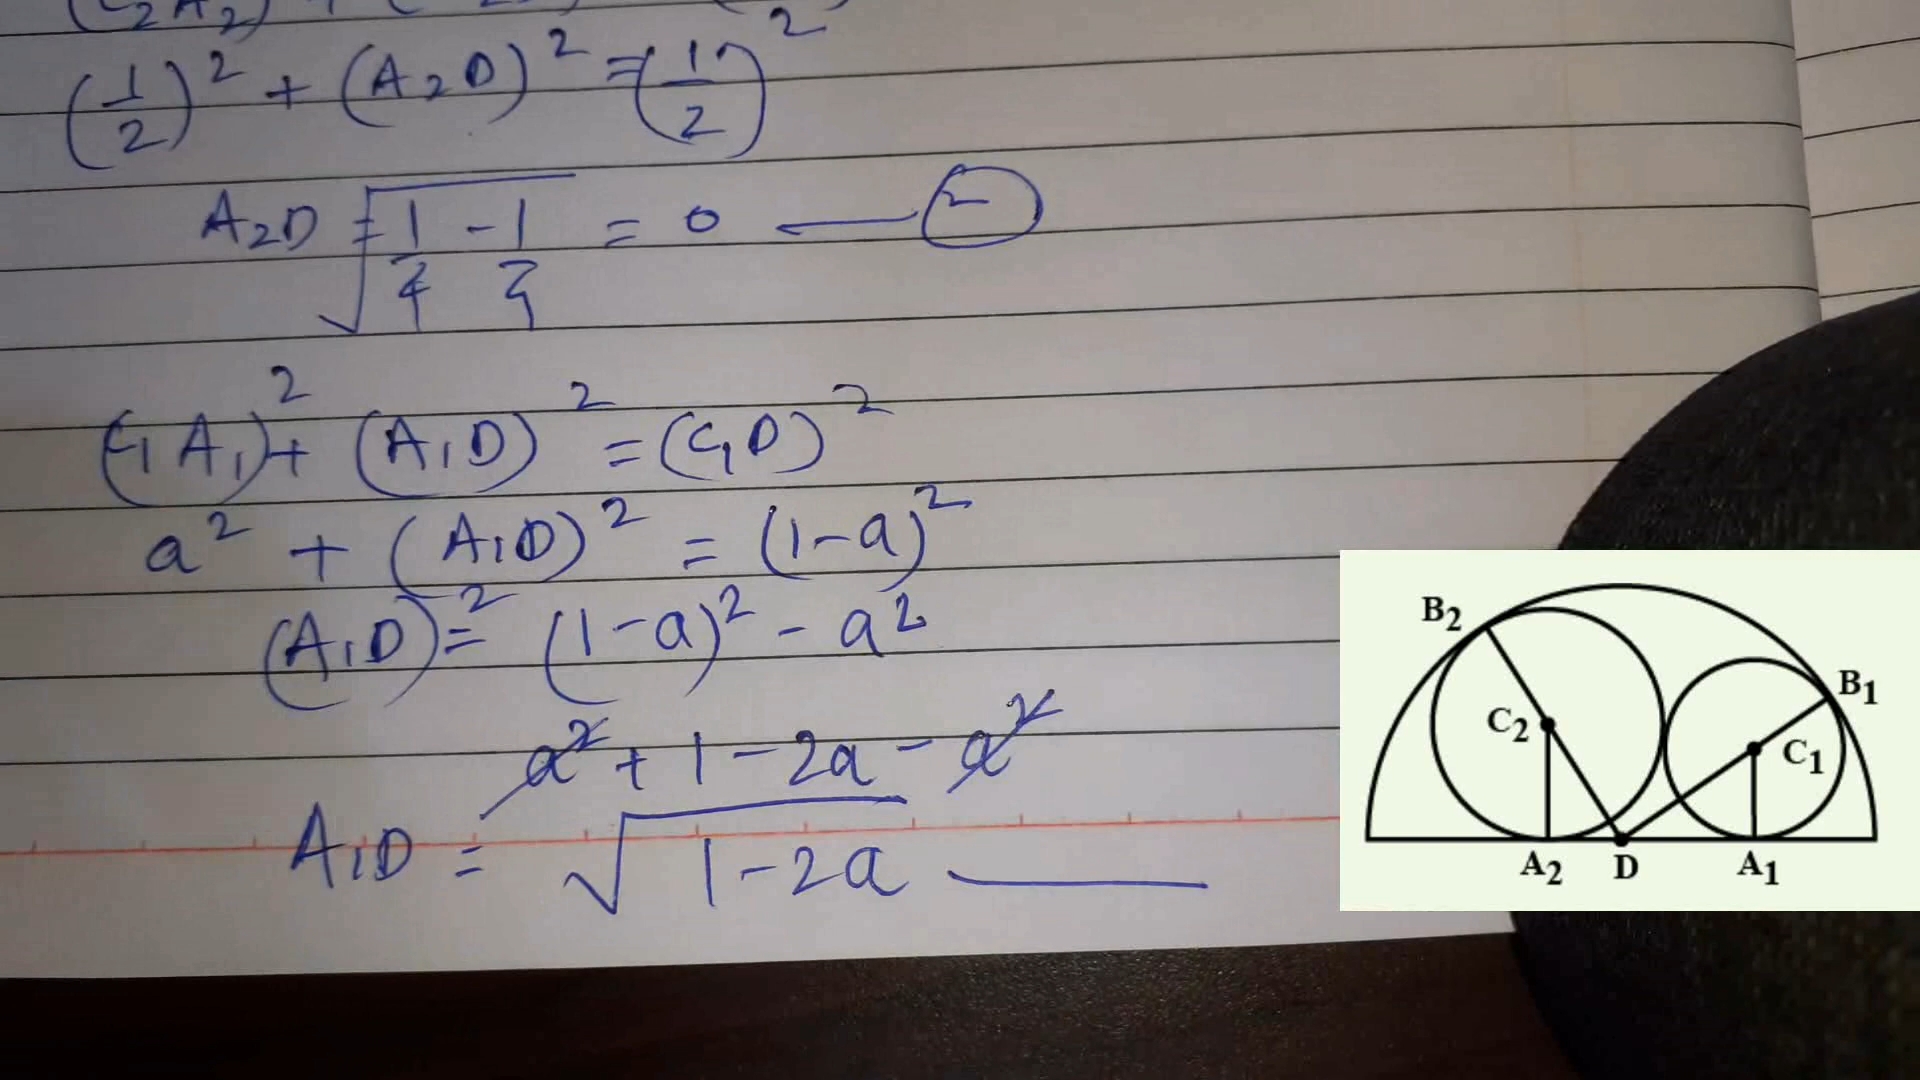 (1/2)² + (A₂D)² = (1/2)²
A₂D = √(1/4 - 1/4) = 0 — ②
(C₁A₁)² + (A₁D)² = (C₁D)²
a² + (A₁D)² = (1-a)²
(A₁D)² = (1-a)² - a²
a² + 1 - 2a - a²
A₁D = √(1-2a) —
B₂
B₁
C₂
C₁
A₂ D A₁